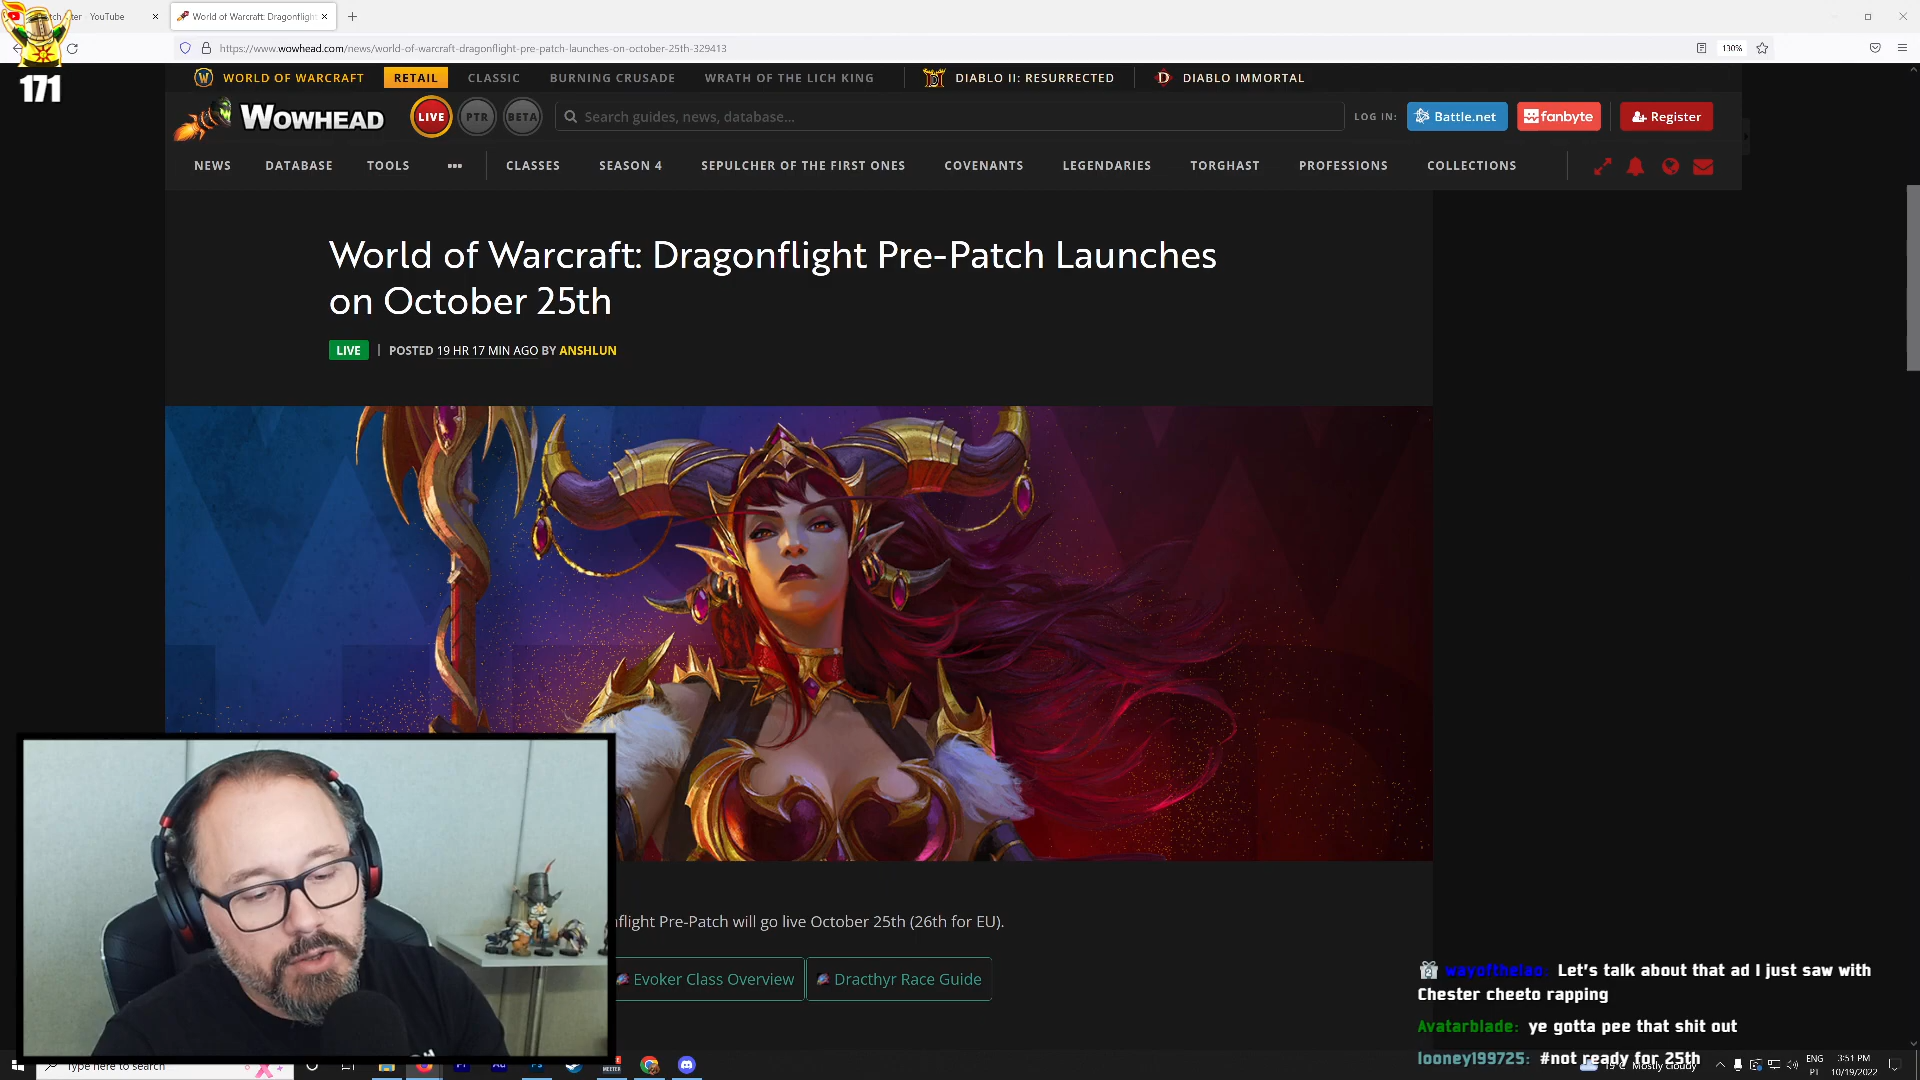 YouTube
World of Warcraft: Dragonflight
171
https://www.wowhead.com/news/world-of-warcraft-dragonflight-pre-patch-launches-on-october-25th-329413
130%
WORLD OF WARCRAFT
RETAIL
CLASSIC
BURNING CRUSADE
WRATH OF THE LICH KING
DIABLO II: RESURRECTED
DIABLO IMMORTAL
WOWHEAD
LIVE
PTR
BETA
Search guides, news, database...
LOG IN:
Battle.net
fanbyte
Register
NEWS
DATABASE
TOOLS
•••
CLASSES
SEASON 4
SEPULCHER OF THE FIRST ONES
COVENANTS
LEGENDARIES
TORGHAST
PROFESSIONS
COLLECTIONS
World of Warcraft: Dragonflight Pre-Patch Launches
on October 25th
LIVE | POSTED 19 HR 17 MIN AGO BY ANSHLUN
flight Pre-Patch will go live October 25th (26th for EU).
Evoker Class Overview
Dracthyr Race Guide
wayofthelao: Let's talk about that ad I just saw with
Chester cheeto rapping
Avatarblade: ye gotta pee that shit out
looney199725: #not ready for 25th
Type here to search
Mostly cloudy
ENG
PT
3:51 PM
10/19/2022